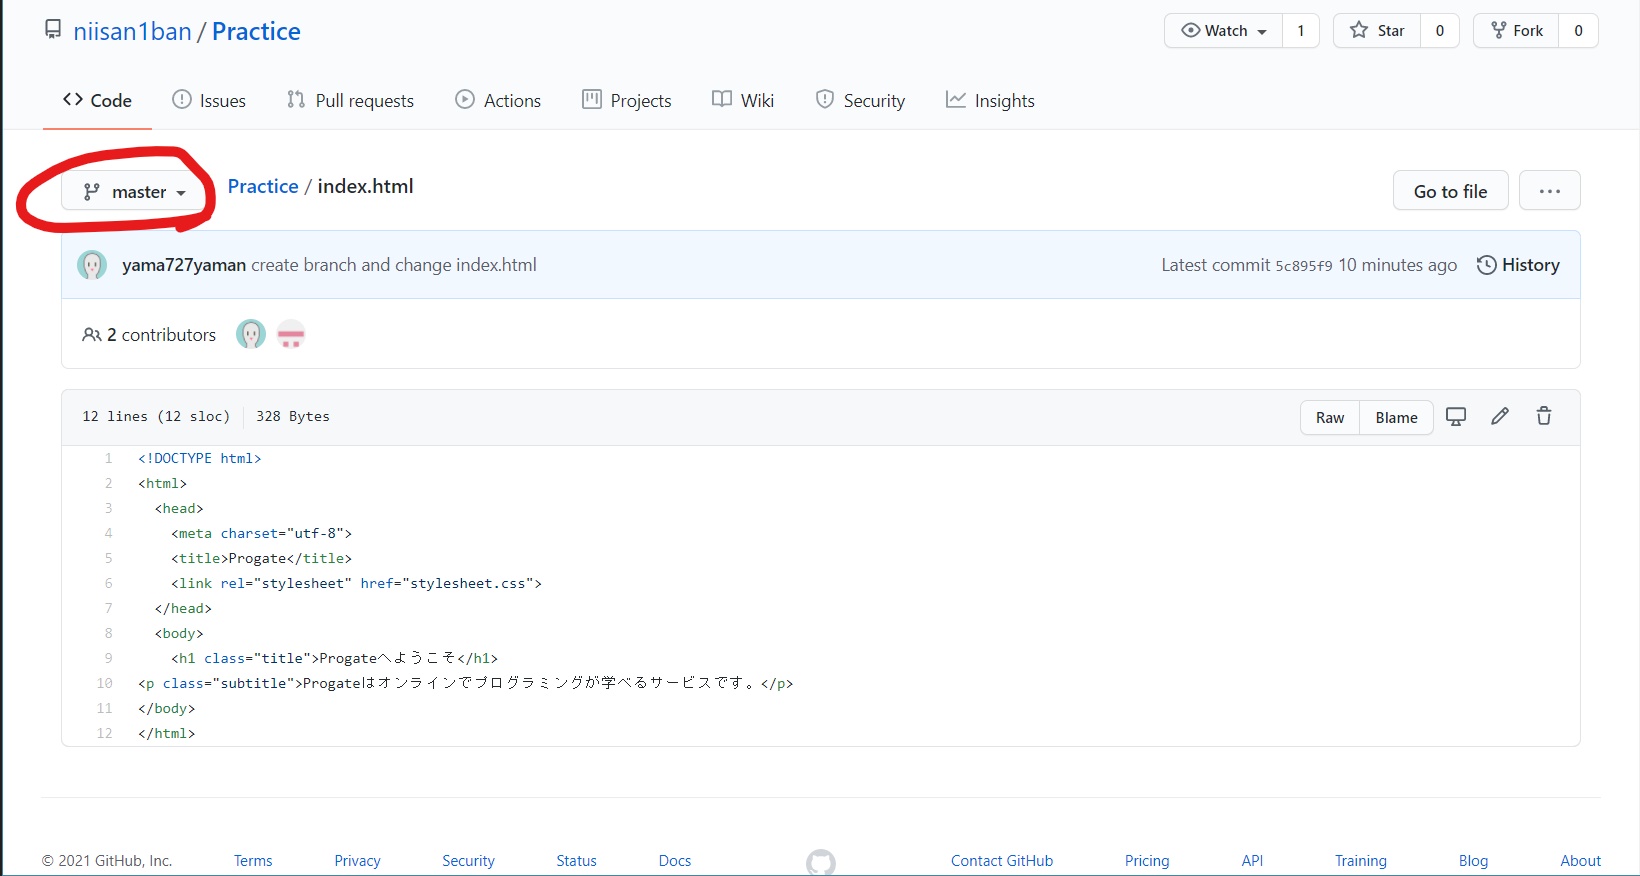 niisan1ban / Practice
Watch 1 Star 0 Fork 0
Code Issues Pull requests Actions Projects Wiki Security Insights
master Practice / index.html Go to file ...
yama727yaman create branch and change index.html Latest commit 5c895f9 10 minutes ago History
2 contributors
12 lines (12 sloc) 328 Bytes Raw Blame
1 <!DOCTYPE html>
2 <html>
3 <head>
4 <meta charset="utf-8">
5 <title>Progate</title>
6 <link rel="stylesheet" href="stylesheet.css">
7 </head>
8 <body>
9 <h1 class="title">Progateへようこそ</h1>
10 <p class="subtitle">Progateはオンラインでプログラミングが学べるサービスです。</p>
11 </body>
12 </html>
© 2021 GitHub, Inc. Terms Privacy Security Status Docs Contact GitHub Pricing API Training Blog About